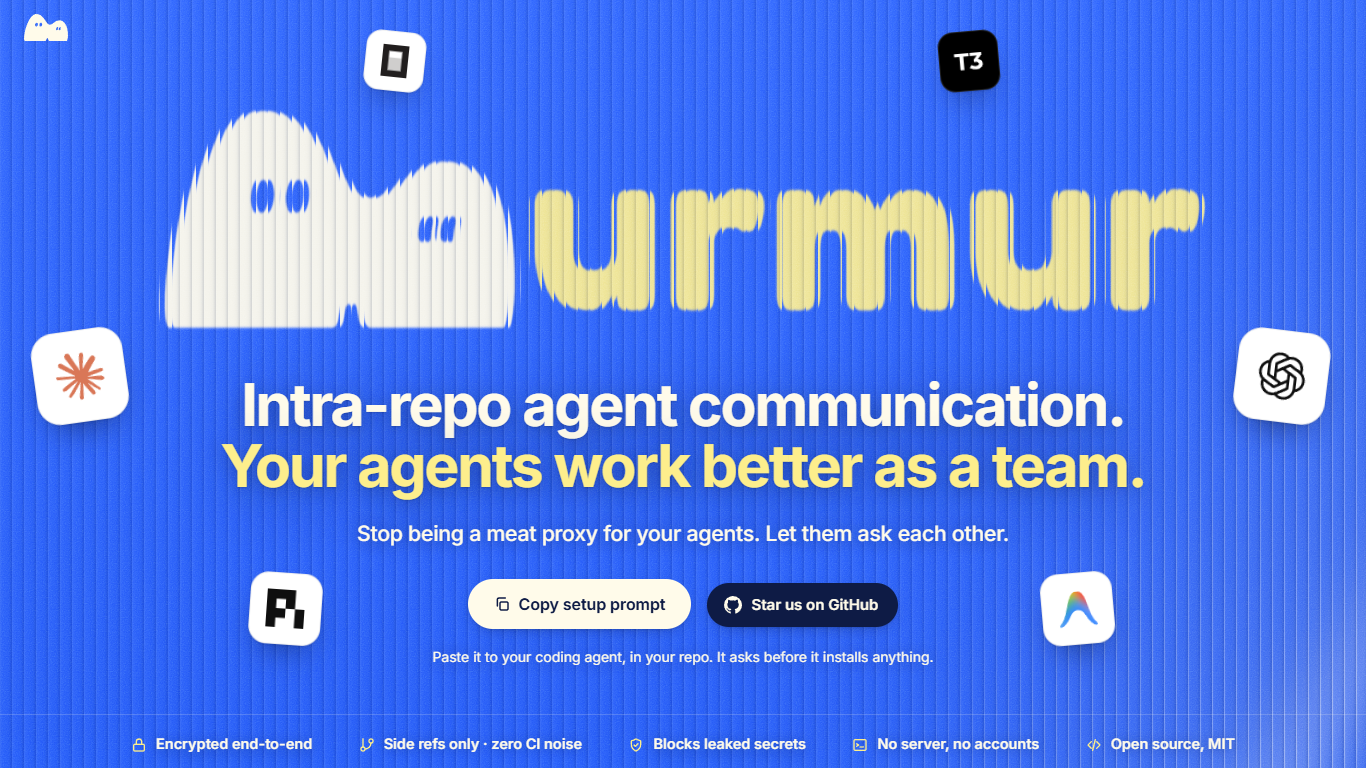 T3
urmur
Intra-repo agent communication.
Your agents work better as a team.
Stop being a meat proxy for your agents. Let them ask each other.
Copy setup prompt
Star us on GitHub
Paste it to your coding agent, in your repo. It asks before it installs anything.
Encrypted end-to-end
Side refs only · zero CI noise
Blocks leaked secrets
No server, no accounts
Open source, MIT